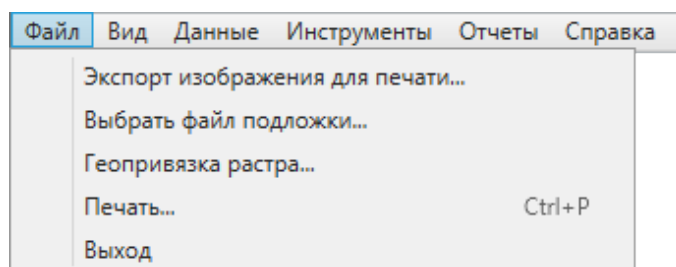 Файл Вид Данные Инструменты Отчеты Справка
Экспорт изображения для печати...
Выбрать файл подложки...
Геопривязка растра...
Печать... Ctrl+P
Выход